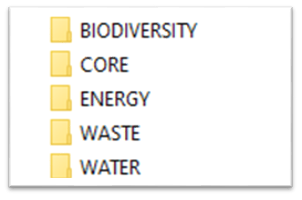 BIODIVERSITY
CORE
ENERGY
WASTE
WATER